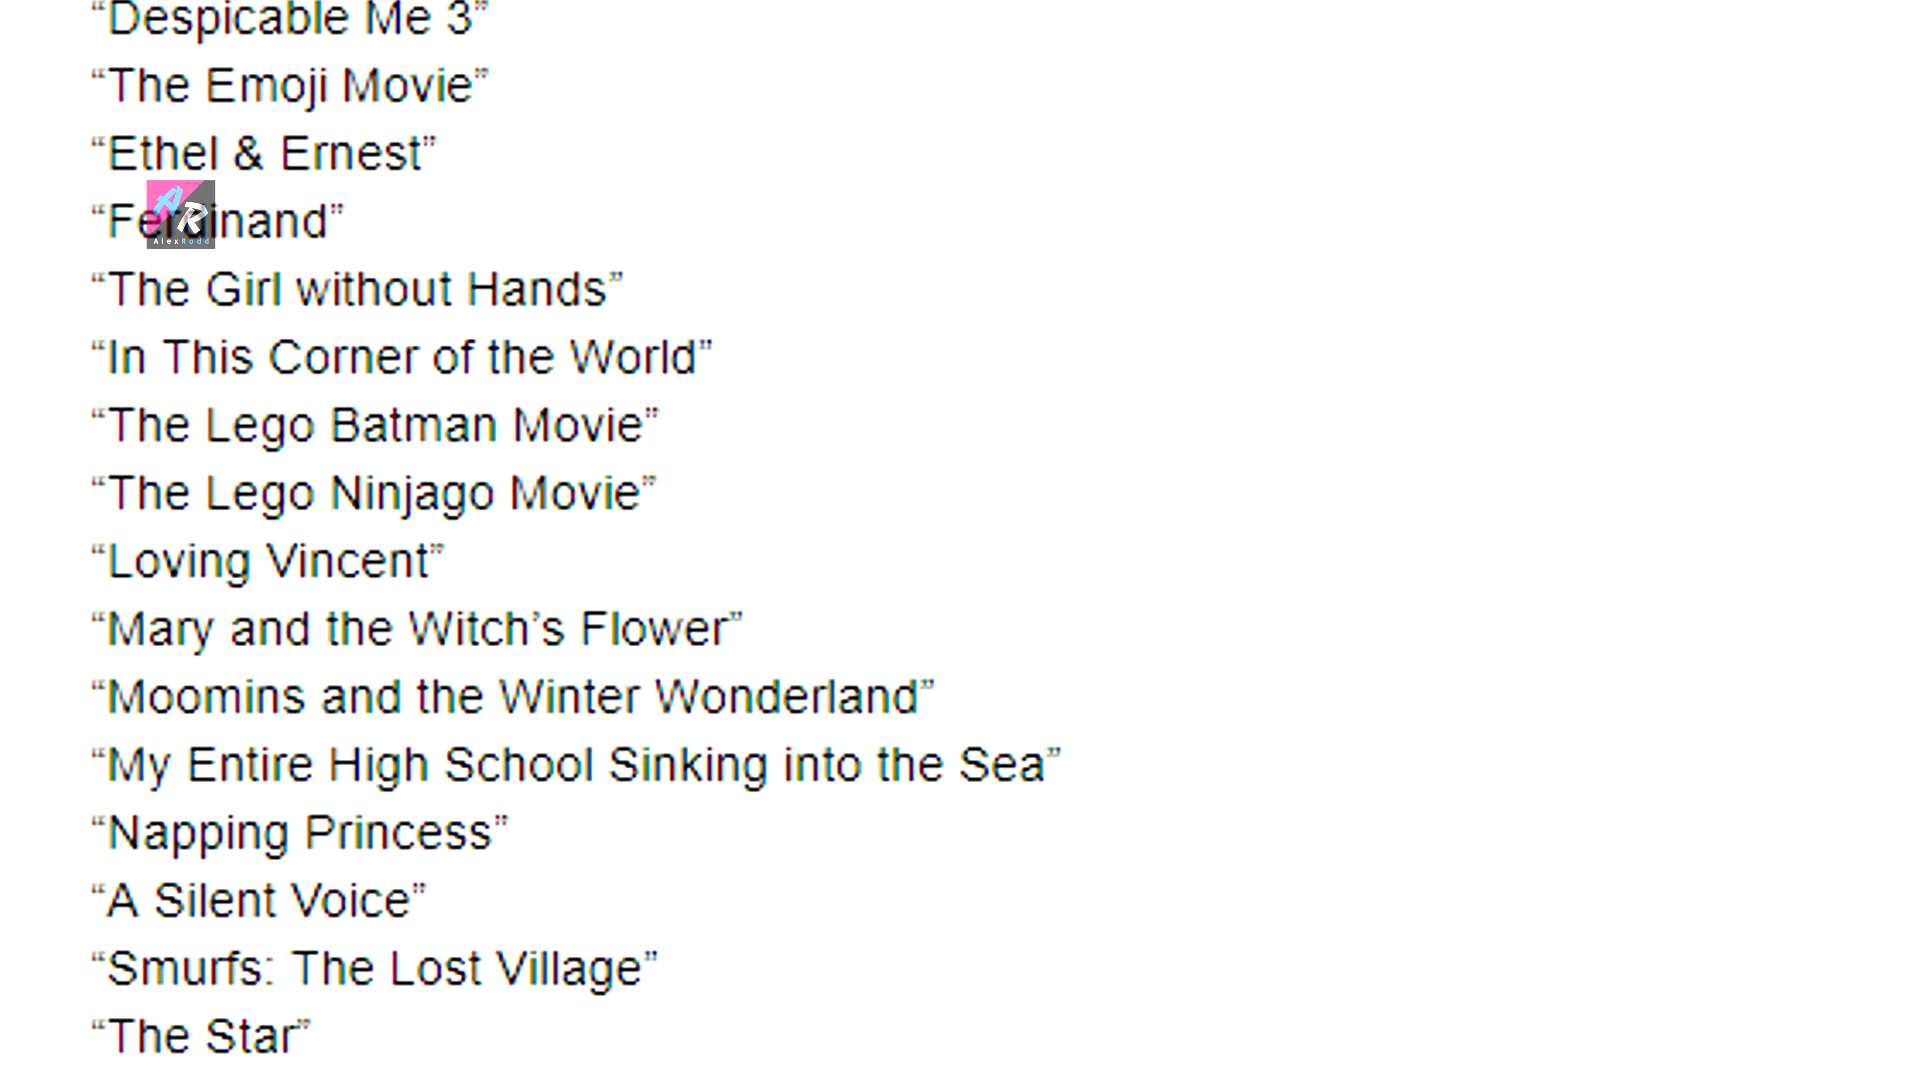 “Despicable Me 3”
“The Emoji Movie”
“Ethel & Ernest”
“Ferdinand”
AR
AlexRodd
“The Girl without Hands”
“In This Corner of the World”
“The Lego Batman Movie”
“The Lego Ninjago Movie”
“Loving Vincent”
“Mary and the Witch’s Flower”
“Moomins and the Winter Wonderland”
“My Entire High School Sinking into the Sea”
“Napping Princess”
“A Silent Voice”
“Smurfs: The Lost Village”
“The Star”